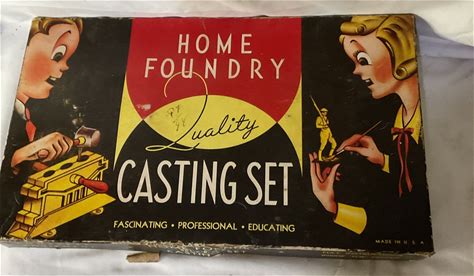 HOME
FOUNDRY
Quality
CASTING SET
FASCINATING • PROFESSIONAL • EDUCATING
MADE IN U.S.A